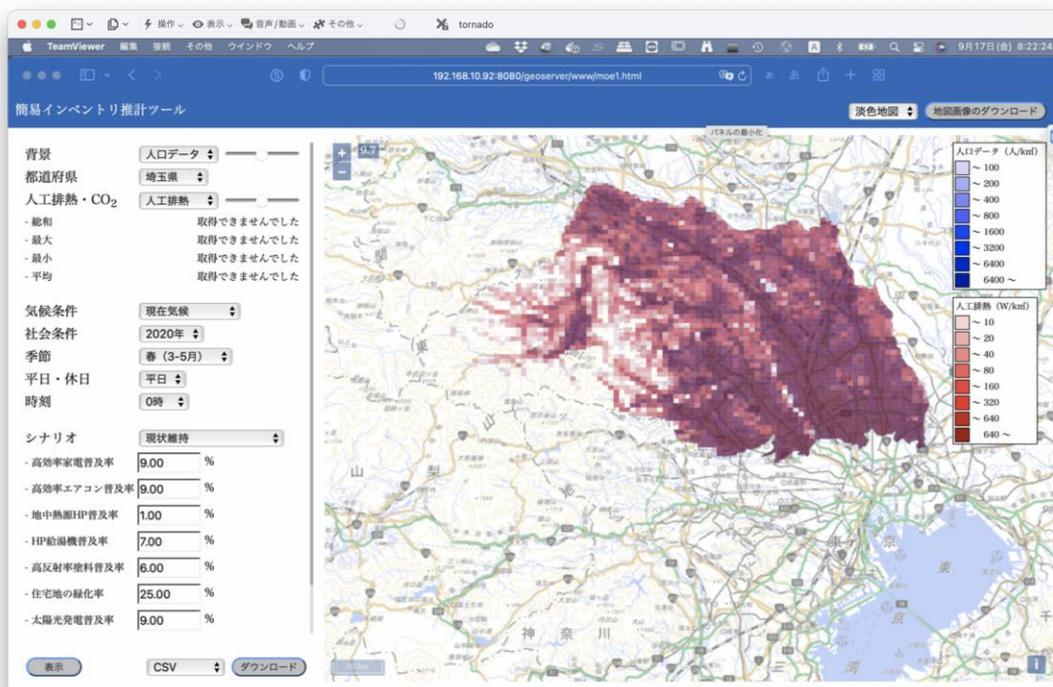 操作 表示 音声/動画 その他 tornado
TeamViewer 編集 接続 その他 ウインドウ ヘルプ 9月17日(金) 8:22:24
192.168.10.92:8080/geoserver/www/moe1.html
簡易インベントリ推計ツール 淡色地図 地図画像のダウンロード
パネルの最小化
背景 人口データ
都道府県 埼玉県
人工排熱・CO2 人工排熱
- 総和 取得できませんでした
- 最大 取得できませんでした
- 最小 取得できませんでした
- 平均 取得できませんでした
気候条件 現在気候
社会条件 2020年
季節 春(3-5月)
平日・休日 平日
時刻 0時
シナリオ 現状維持
- 高効率家電普及率 9.00 %
- 高効率エアコン普及率 9.00 %
- 地中熱源HP普及率 1.00 %
- HP給湯機普及率 7.00 %
- 高反射率塗料普及率 6.00 %
- 住宅地の緑化率 25.00 %
- 太陽光発電普及率 9.00 %
表示 CSV ダウンロード
+ 9.7
−
人口データ (人/km²)
~ 100
~ 200
~ 400
~ 800
~ 1600
~ 3200
~ 6400
6400 ~
人工排熱 (W/km²)
~ 10
~ 20
~ 40
~ 80
~ 160
~ 320
~ 640
640 ~
山 梨
東 京
神 奈 川
東
京
湾
千
i